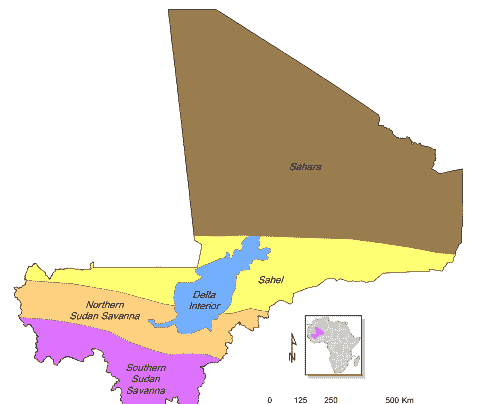 Sahara
Sahel
Delta
Interior
Northern
Sudan Savanna
Southern
Sudan
Savanna
N
0 125 250 500 Km